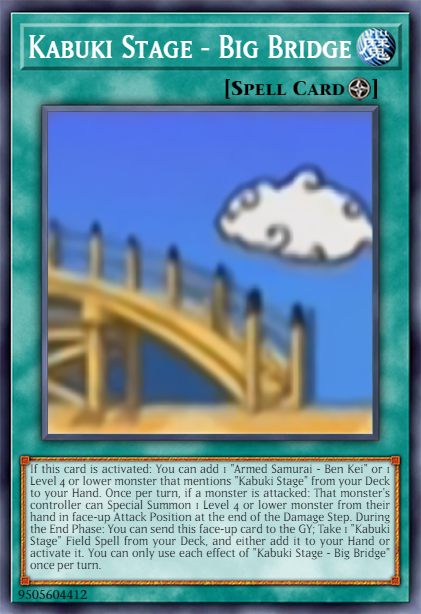 Kabuki Stage - Big Bridge
魔
[Spell Card]
If this card is activated: You can add 1 "Armed Samurai - Ben Kei" or 1
Level 4 or lower monster that mentions "Kabuki Stage" from your Deck
to your Hand. Once per turn, if a monster is attacked: That monster's
controller can Special Summon 1 Level 4 or lower monster from their
hand in face-up Attack Position at the end of the Damage Step. During
the End Phase: You can send this face-up card to the GY; Take 1 "Kabuki
Stage" Field Spell from your Deck, and either add it to your Hand or
activate it. You can only use each effect of "Kabuki Stage - Big Bridge"
once per turn.
9505604412